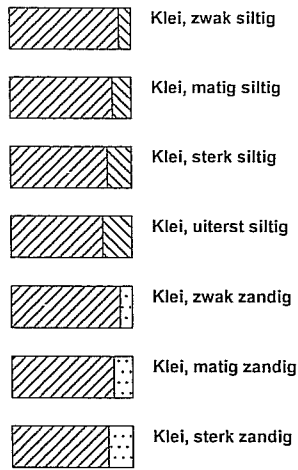 Klei, zwak siltig
Klei, matig siltig
Klei, sterk siltig
Klei, uiterst siltig
Klei, zwak zandig
Klei, matig zandig
Klei, sterk zandig